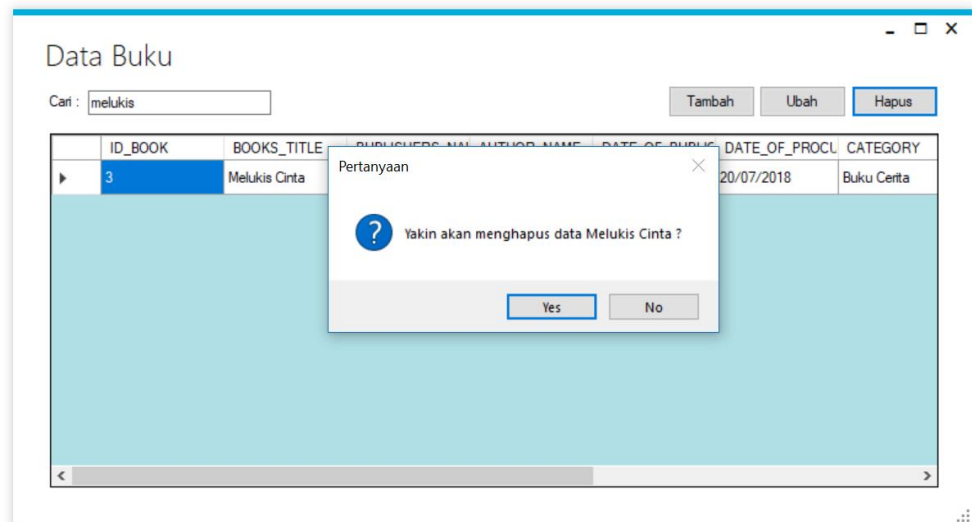 Data Buku
Cari : melukis Tambah Ubah Hapus
ID_BOOK BOOKS_TITLE DATE_OF_PROCU CATEGORY
Pertanyaan
3 Melukis Cinta 20/07/2018 Buku Cerita
Yakin akan menghapus data Melukis Cinta ?
Yes No